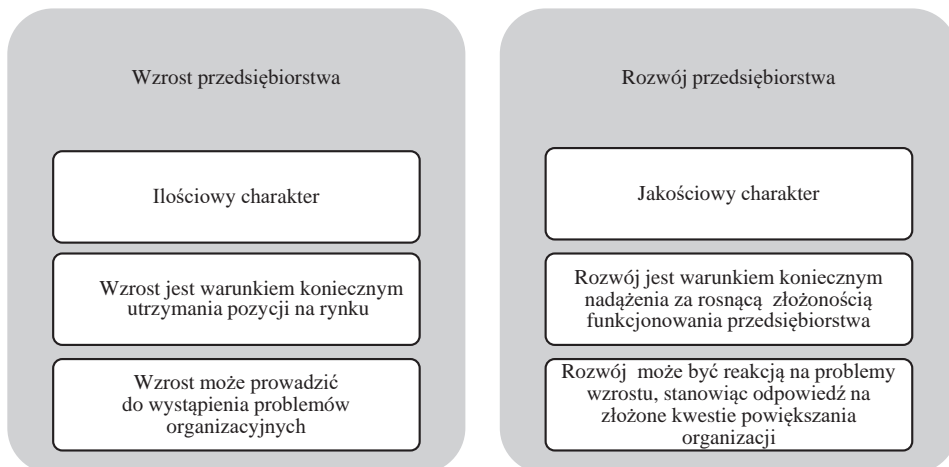 Wzrost przedsiębiorstwa
Ilościowy charakter
Wzrost jest warunkiem koniecznym
utrzymania pozycji na rynku
Wzrost może prowadzić
do wystąpienia problemów
organizacyjnych
Rozwój przedsiębiorstwa
Jakościowy charakter
Rozwój jest warunkiem koniecznym
nadążenia za rosnącą złożonością
funkcjonowania przedsiębiorstwa
Rozwój może być reakcją na problemy
wzrostu, stanowiąc odpowiedź na
złożone kwestie powiększania
organizacji